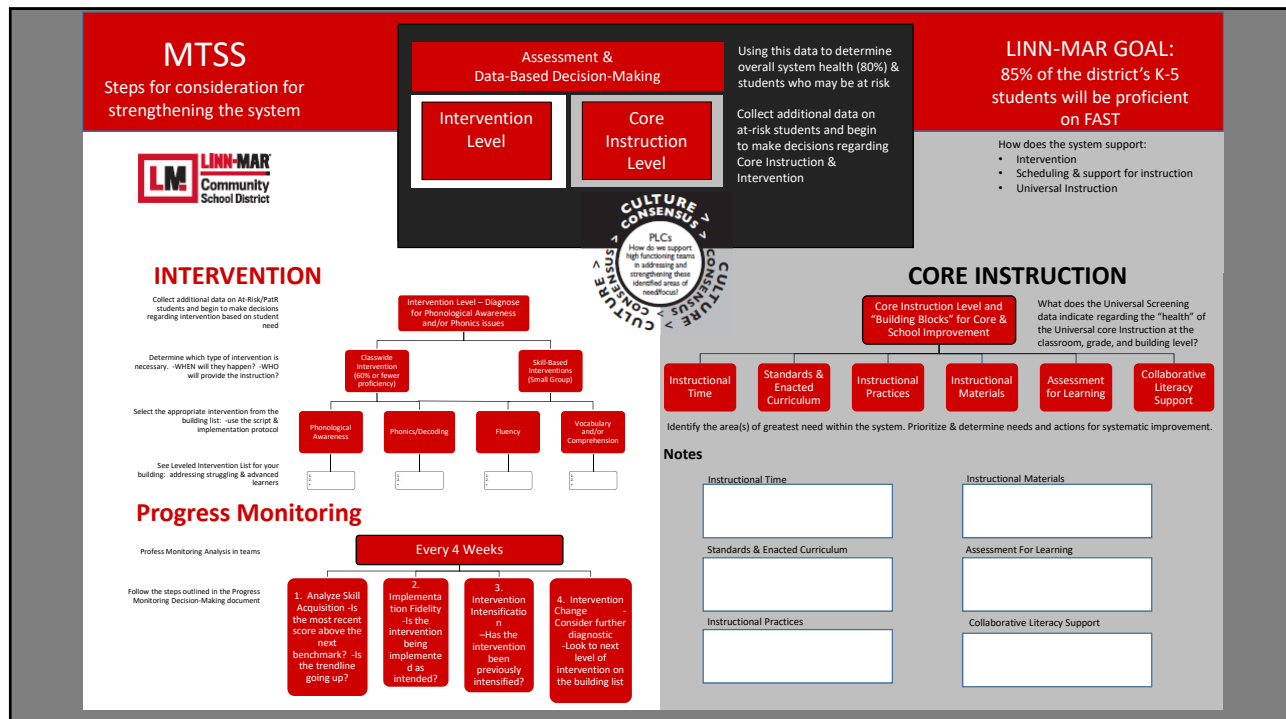 MTSS
Steps for consideration for
strengthening the system
Assessment &
Data-Based Decision-Making
Intervention
Level
Core
Instruction
Level
Using this data to determine
overall system health (80%) &
students who may be at risk
Collect additional data on
at-risk students and begin
to make decisions regarding
Core Instruction &
Intervention
LINN-MAR GOAL:
85% of the district's K-5
students will be proficient
on FAST
How does the system support:
• Intervention
• Scheduling & support for instruction
• Universal Instruction
LM
LINN-MAR
Community
School District
CULTURE > CULTURE > CULTURE >
CONSENSUS > CONSENSUS > CONSENSUS >
PLCs
How do we support
high functioning teams
in addressing and
strengthening these
identified areas of
need/focus?
INTERVENTION
Collect additional data on At-Risk/PatR
students and begin to make decisions
regarding intervention based on student
need
Intervention Level – Diagnose
for Phonological Awareness
and/or Phonics issues
Determine which type of intervention is
necessary. -WHEN will they happen? -WHO
will provide the instruction?
Classwide
Intervention
(60% or fewer
proficiency)
Skill-Based
Interventions
(Small Group)
Select the appropriate intervention from the
building list: -use the script &
implementation protocol
Phonological
Awareness
Phonics/Decoding
Fluency
Vocabulary
and/or
Comprehension
See Leveled Intervention List for your
building: addressing struggling & advanced
learners
1.
2.
1.
2.
1.
2.
1.
2.
Progress Monitoring
Profess Monitoring Analysis in teams
Every 4 Weeks
Follow the steps outlined in the Progress
Monitoring Decision-Making document
1. Analyze Skill
Acquisition -Is
the most recent
score above the
next
benchmark? -Is
the trendline
going up?
2.
Implementa
tion Fidelity
-Is the
intervention
being
implemente
d as
intended?
3.
Intervention
Intensificatio
n
–Has the
intervention
been
previously
intensified?
4. Intervention
Change -
Consider further
diagnostic
-Look to next
level of
intervention on
the building list
CORE INSTRUCTION
Core Instruction Level and
"Building Blocks" for Core &
School Improvement
What does the Universal Screening
data indicate regarding the "health" of
the Universal core Instruction at the
classroom, grade, and building level?
Instructional
Time
Standards &
Enacted
Curriculum
Instructional
Practices
Instructional
Materials
Assessment
for Learning
Collaborative
Literacy
Support
Identify the area(s) of greatest need within the system. Prioritize & determine needs and actions for systematic improvement.
Notes
Instructional Time
Instructional Materials
Standards & Enacted Curriculum
Assessment For Learning
Instructional Practices
Collaborative Literacy Support